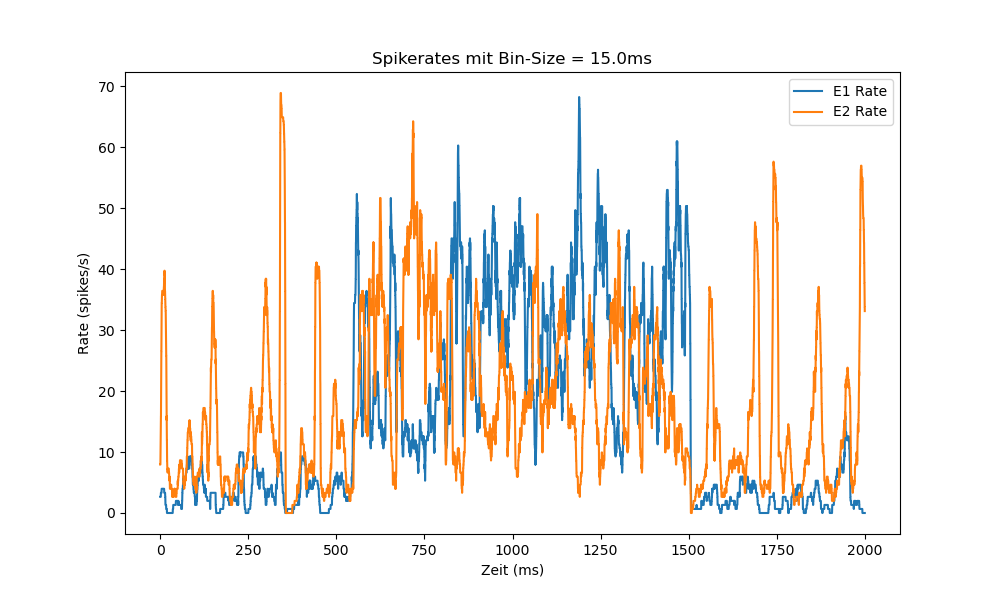 Spikerates mit Bin-Size = 15.0ms
E1 Rate
E2 Rate
Rate (spikes/s)
70
60
50
40
30
20
10
0
0 250 500 750 1000 1250 1500 1750 2000
Zeit (ms)